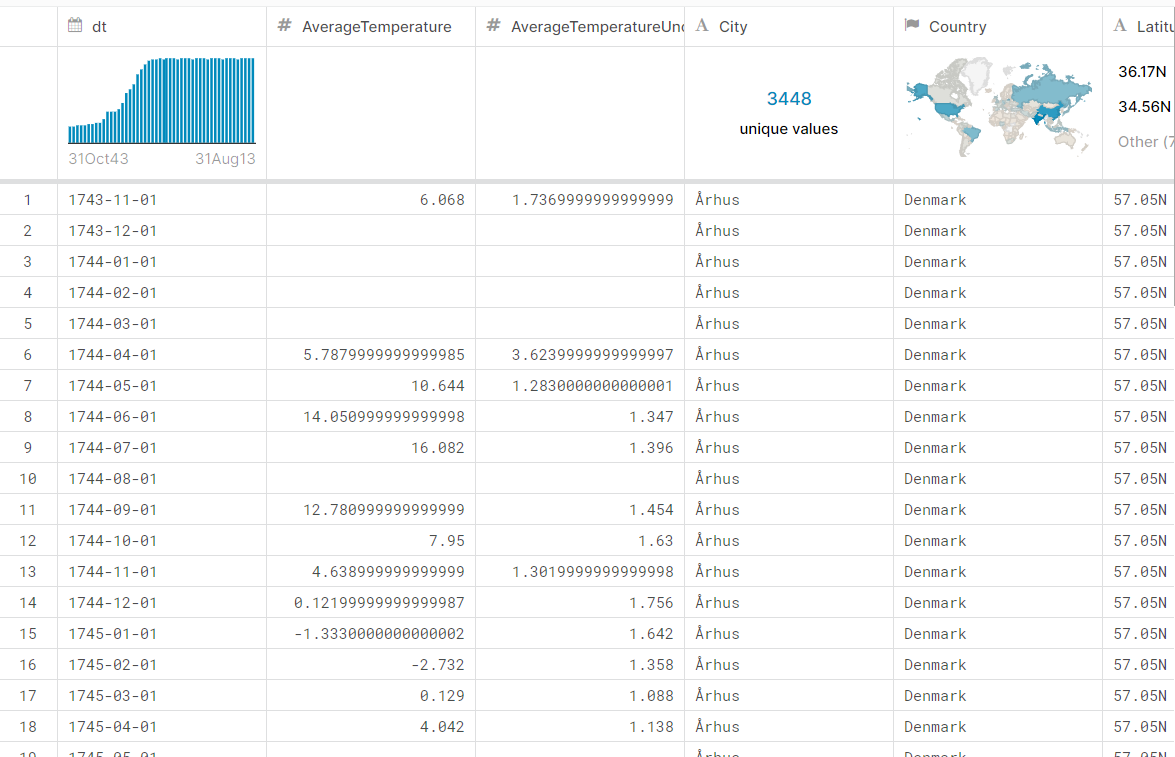 dt # AverageTemperature # AverageTemperatureUnc A City Country A Latitu
3448
unique values
31Oct43 31Aug13
36.17N
34.56N
Other (7
1 1743-11-01 6.068 1.7369999999999999 Århus Denmark 57.05N
2 1743-12-01 Århus Denmark 57.05N
3 1744-01-01 Århus Denmark 57.05N
4 1744-02-01 Århus Denmark 57.05N
5 1744-03-01 Århus Denmark 57.05N
6 1744-04-01 5.7879999999999985 3.6239999999999997 Århus Denmark 57.05N
7 1744-05-01 10.644 1.2830000000000001 Århus Denmark 57.05N
8 1744-06-01 14.050999999999998 1.347 Århus Denmark 57.05N
9 1744-07-01 16.082 1.396 Århus Denmark 57.05N
10 1744-08-01 Århus Denmark 57.05N
11 1744-09-01 12.780999999999999 1.454 Århus Denmark 57.05N
12 1744-10-01 7.95 1.63 Århus Denmark 57.05N
13 1744-11-01 4.638999999999999 1.3019999999999998 Århus Denmark 57.05N
14 1744-12-01 0.12199999999999987 1.756 Århus Denmark 57.05N
15 1745-01-01 -1.3330000000000002 1.642 Århus Denmark 57.05N
16 1745-02-01 -2.732 1.358 Århus Denmark 57.05N
17 1745-03-01 0.129 1.088 Århus Denmark 57.05N
18 1745-04-01 4.042 1.138 Århus Denmark 57.05N
19 1745-05-01 Århus Denmark 57.05N